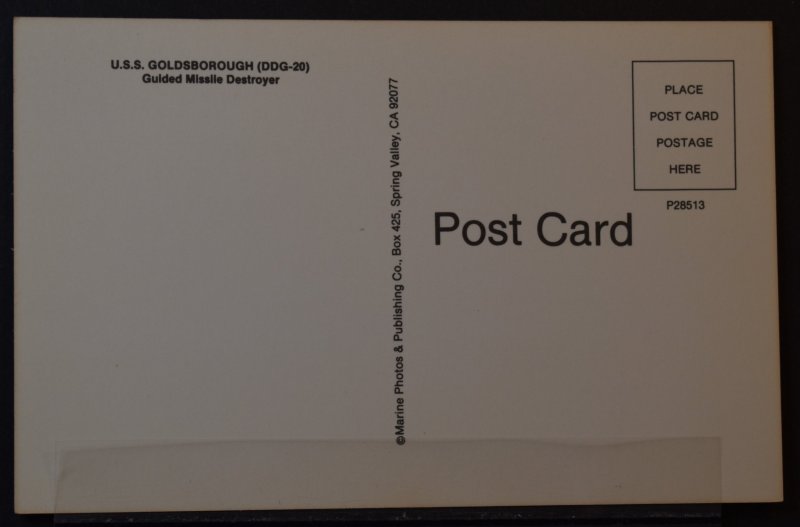 U.S.S. GOLDSBOROUGH (DDG-20)
Guided Missile Destroyer
©Marine Photos & Publishing Co., Box 425, Spring Valley, CA 92077
PLACE
POST CARD
POSTAGE
HERE
P28513
Post Card